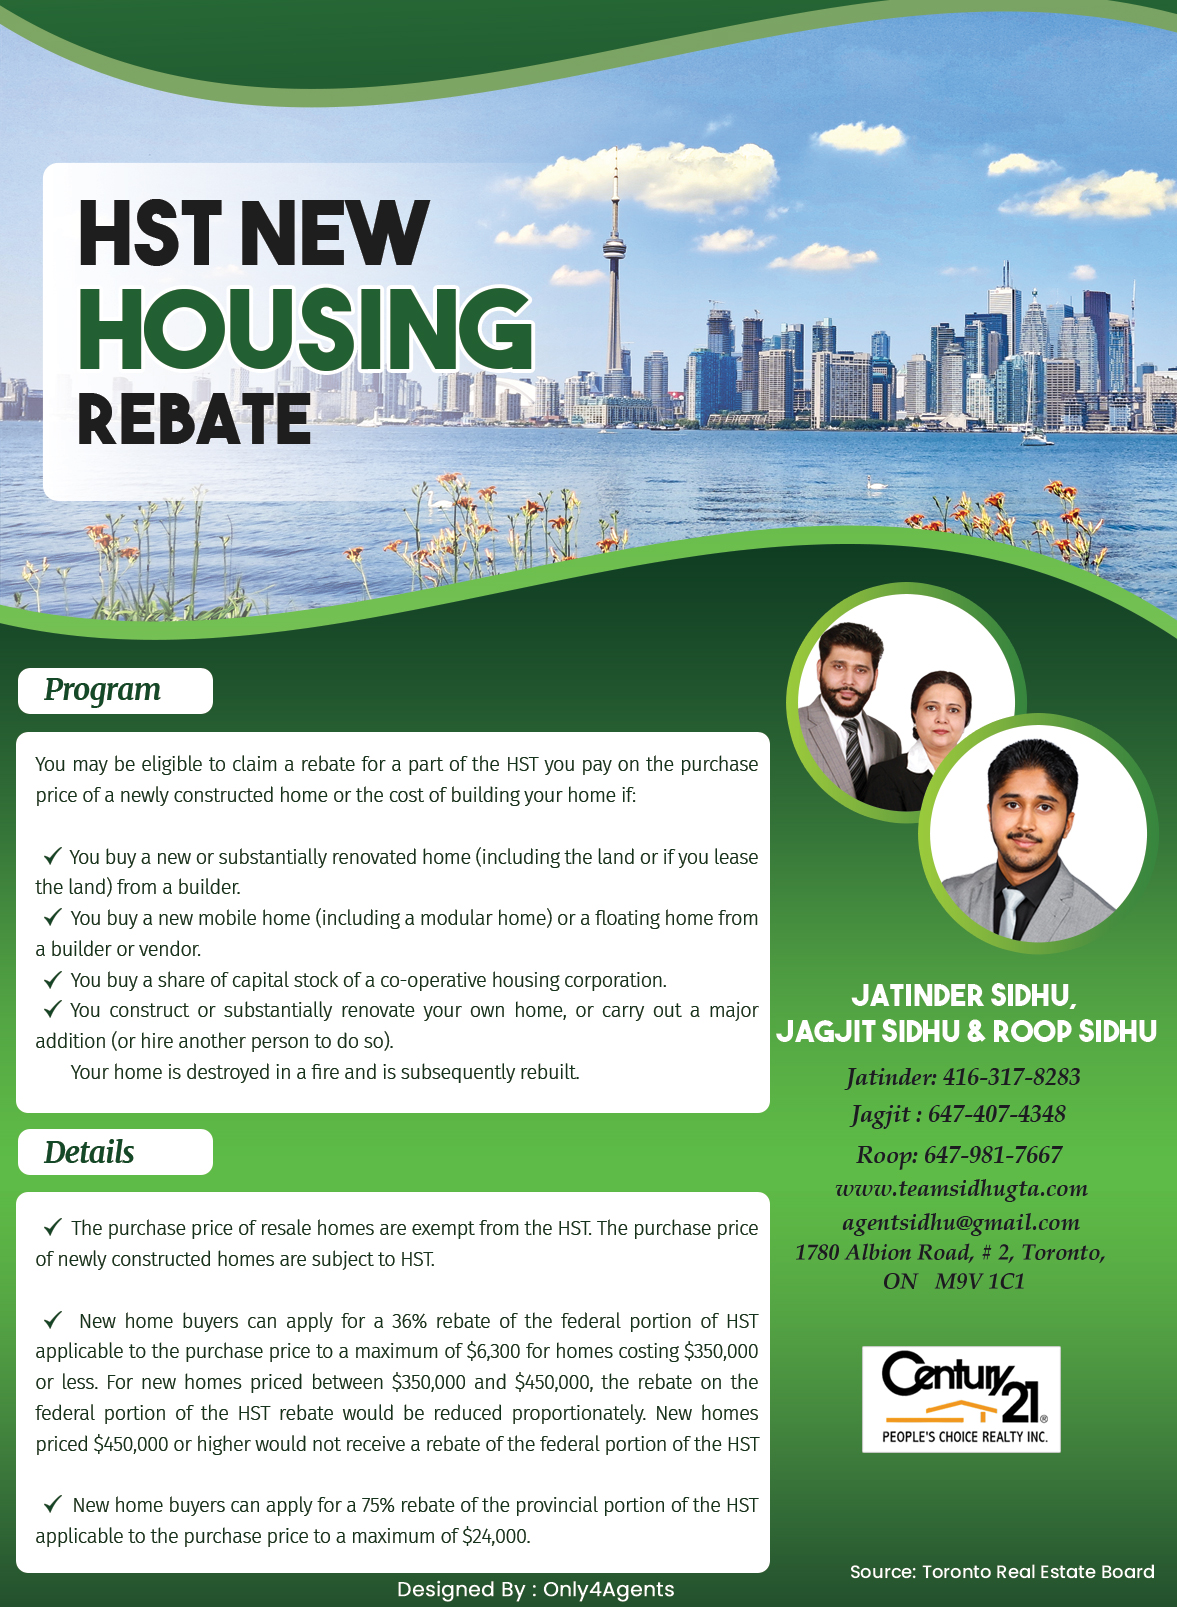 HST NEW
HOUSING
REBATE
Program
You may be eligible to claim a rebate for a part of the HST you pay on the purchase
price of a newly constructed home or the cost of building your home if:
✓ You buy a new or substantially renovated home (including the land or if you lease
the land) from a builder.
✓ You buy a new mobile home (including a modular home) or a floating home from
a builder or vendor.
✓ You buy a share of capital stock of a co-operative housing corporation.
✓ You construct or substantially renovate your own home, or carry out a major
addition (or hire another person to do so).
Your home is destroyed in a fire and is subsequently rebuilt.
Details
✓ The purchase price of resale homes are exempt from the HST. The purchase price
of newly constructed homes are subject to HST.
✓ New home buyers can apply for a 36% rebate of the federal portion of HST
applicable to the purchase price to a maximum of $6,300 for homes costing $350,000
or less. For new homes priced between $350,000 and $450,000, the rebate on the
federal portion of the HST rebate would be reduced proportionately. New homes
priced $450,000 or higher would not receive a rebate of the federal portion of the HST
✓ New home buyers can apply for a 75% rebate of the provincial portion of the HST
applicable to the purchase price to a maximum of $24,000.
JATINDER SIDHU,
JAGJIT SIDHU & ROOP SIDHU
Jatinder: 416-317-8283
Jagjit : 647-407-4348
Roop: 647-981-7667
www.teamsidhugta.com
agentsidhu@gmail.com
1780 Albion Road, # 2, Toronto,
ON M9V 1C1
Century
21®
PEOPLE'S CHOICE REALTY INC.
Source: Toronto Real Estate Board
Designed By : Only4Agents